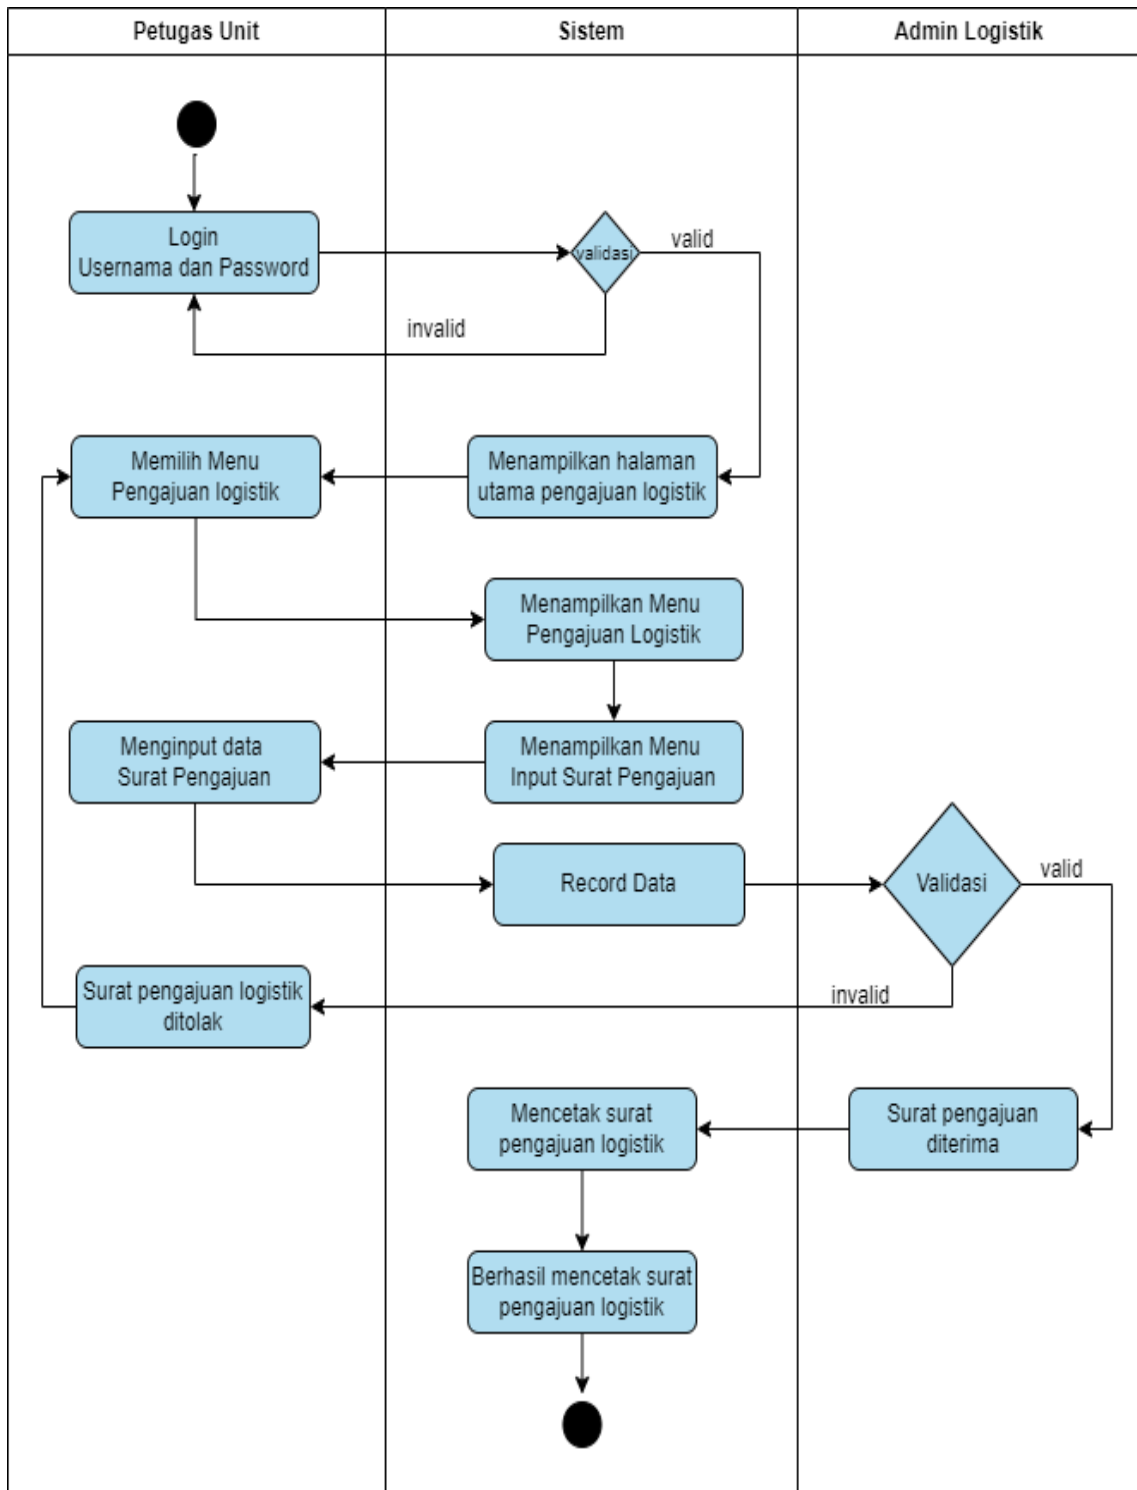 Petugas Unit
Sistem
Admin Logistik
Login
Usernama dan Password
validasi
valid
invalid
Memilih Menu
Pengajuan logistik
Menampilkan halaman
utama pengajuan logistik
Menampilkan Menu
Pengajuan Logistik
Menginput data
Surat Pengajuan
Menampilkan Menu
Input Surat Pengajuan
Record Data
Validasi
valid
Surat pengajuan logistik
ditolak
invalid
Mencetak surat
pengajuan logistik
Surat pengajuan
diterima
Berhasil mencetak surat
pengajuan logistik